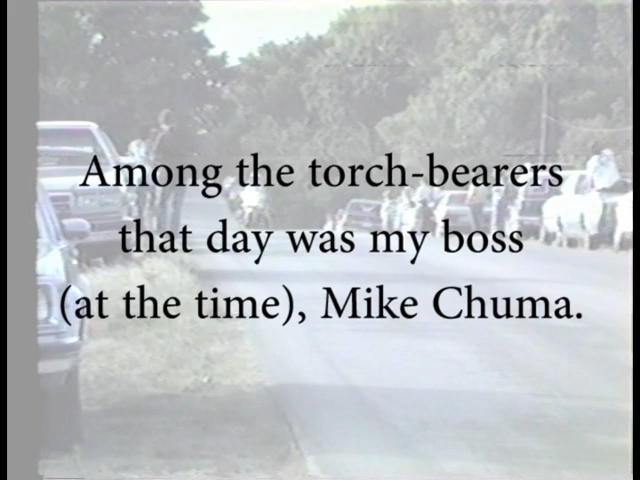 Among the torch-bearers
that day was my boss
(at the time), Mike Chuma.